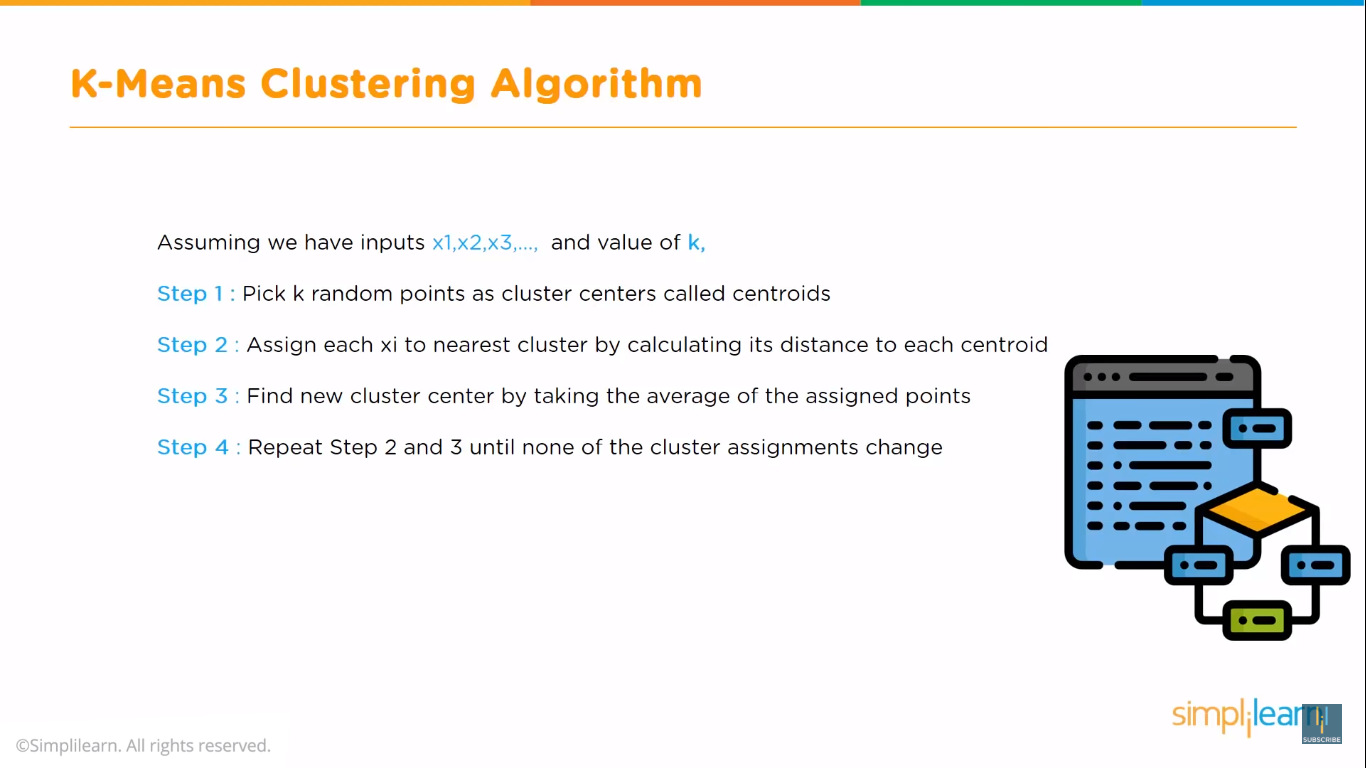 K-Means Clustering Algorithm
Assuming we have inputs x1,x2,x3,..., and value of k,
Step 1 : Pick k random points as cluster centers called centroids
Step 2 : Assign each xi to nearest cluster by calculating its distance to each centroid
Step 3 : Find new cluster center by taking the average of the assigned points
Step 4 : Repeat Step 2 and 3 until none of the cluster assignments change
simplilearn
SUBSCRIBE
©Simplilearn. All rights reserved.